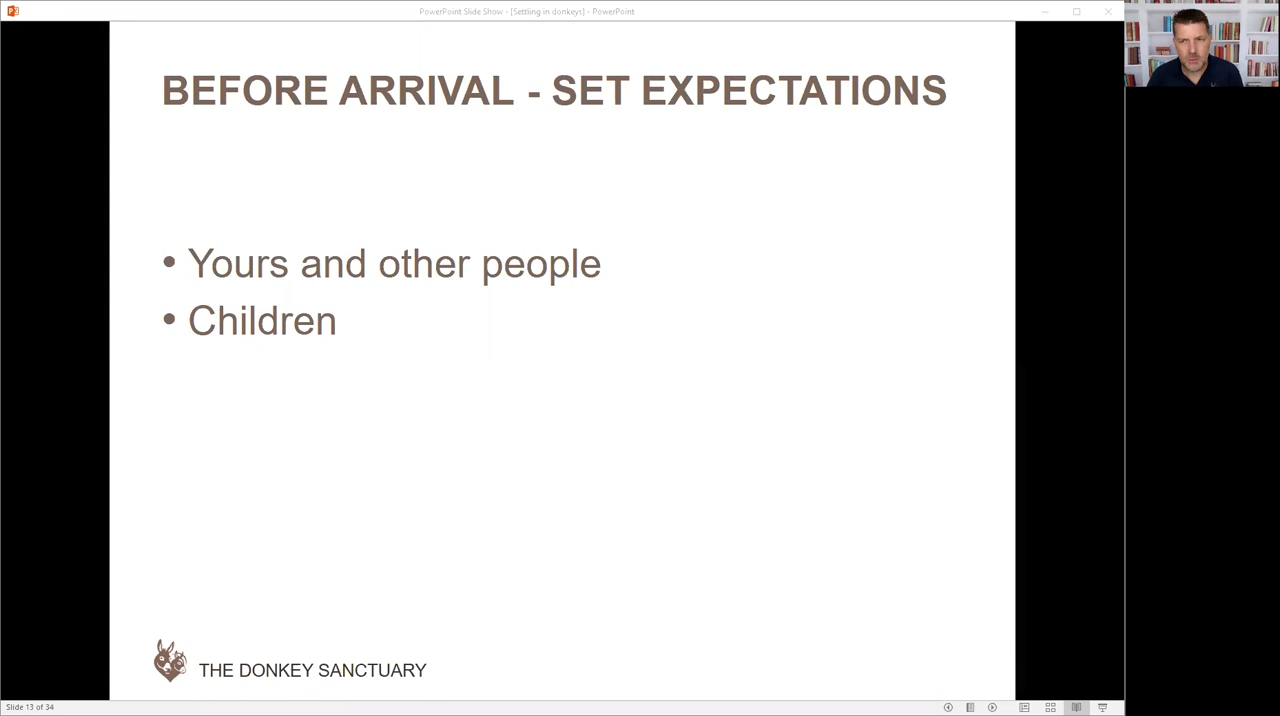 PowerPoint Slide Show - [Settling in donkeys] - PowerPoint
BEFORE ARRIVAL - SET EXPECTATIONS
• Yours and other people
• Children
THE DONKEY SANCTUARY
Slide 13 of 34